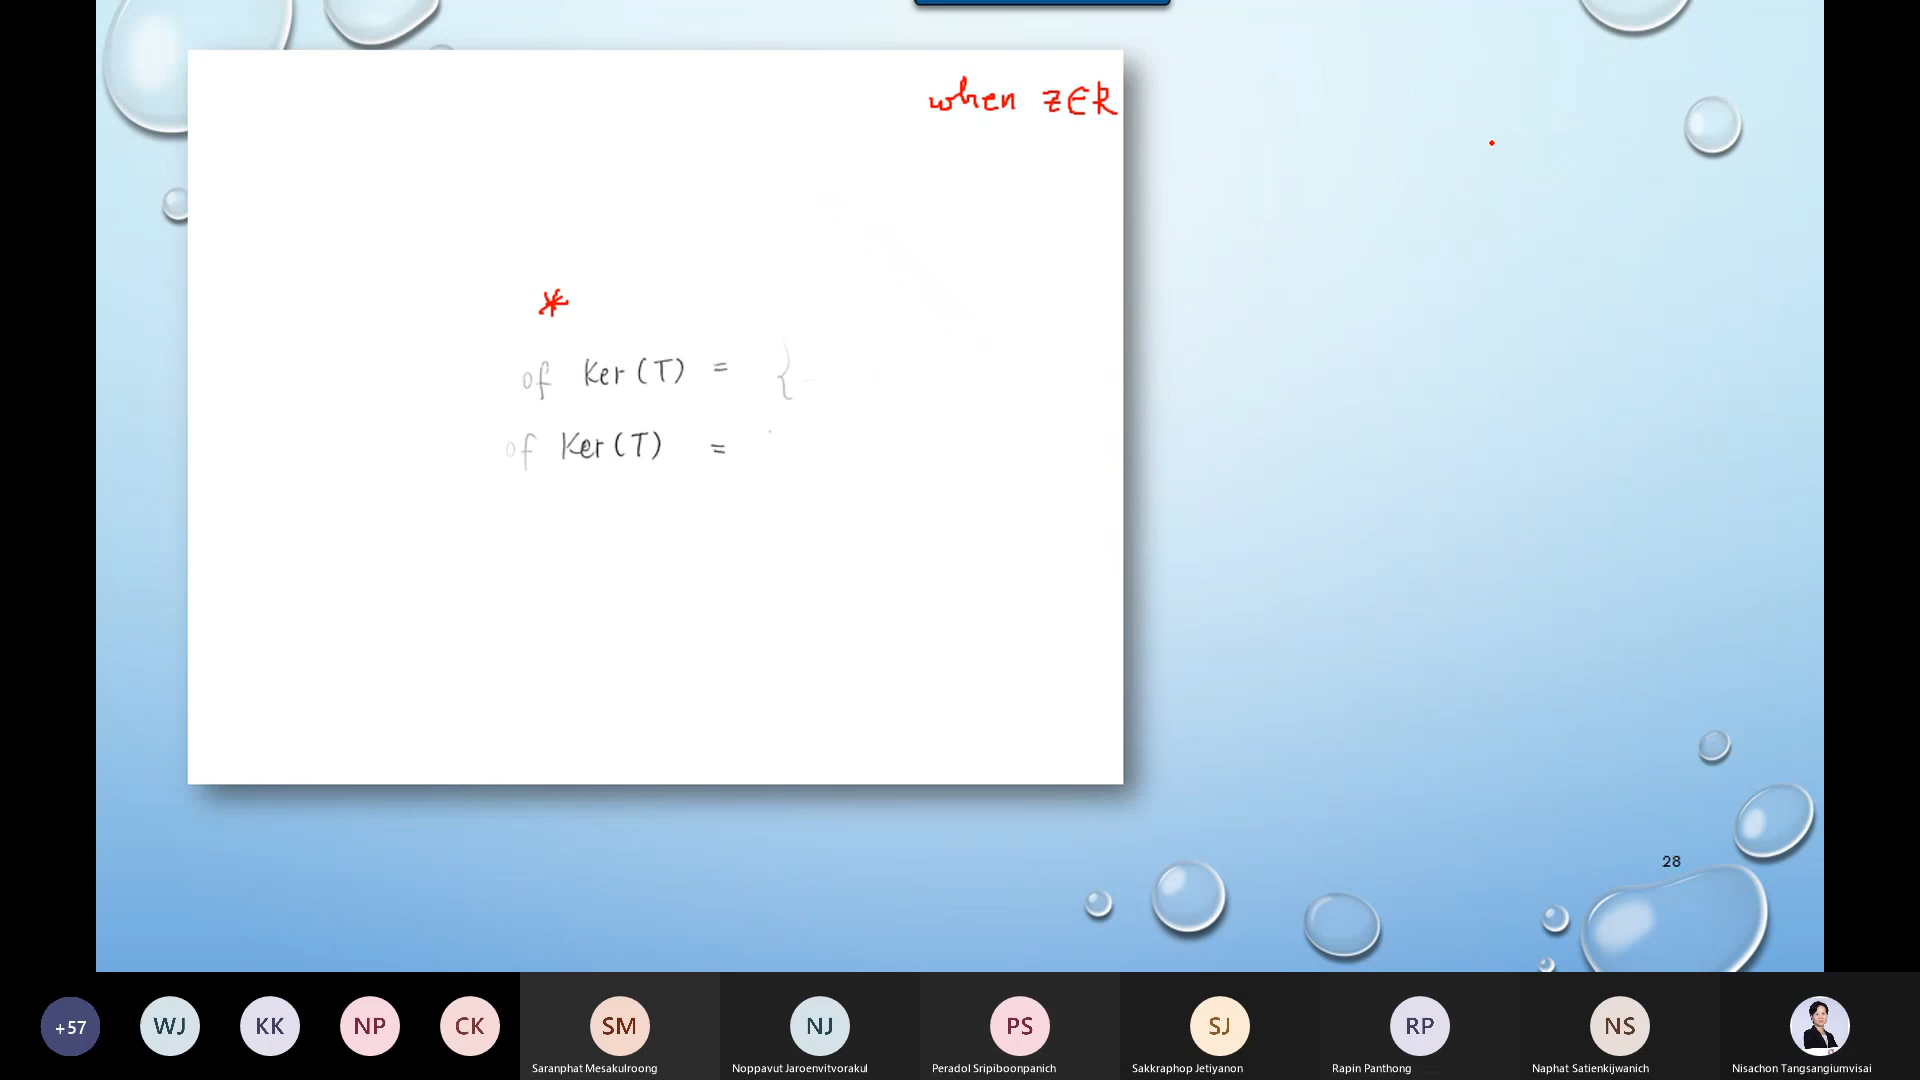 when z∈R
*
of Ker(T) = {
of Ker(T) =
28
+57 WJ KK NP CK SM NJ PS SJ RP NS
Saranphat Mesakulroong Noppavut Jaroenvitvorakul Peradol Sripiboonpanich Sakkraphop Jetiyanon Rapin Panthong Naphat Satienkijwanich Nisachon Tangsangiumvisai